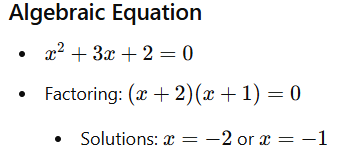 Algebraic Equation
• x² + 3x + 2 = 0
• Factoring: (x + 2)(x + 1) = 0
• Solutions: x = −2 or x = −1